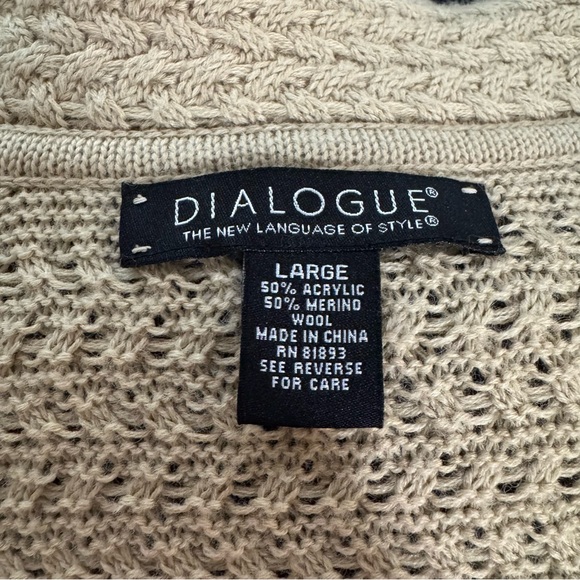 DIALOGUE®
THE NEW LANGUAGE OF STYLE®
LARGE
50% ACRYLIC
50% MERINO
WOOL
MADE IN CHINA
RN 81893
SEE REVERSE
FOR CARE